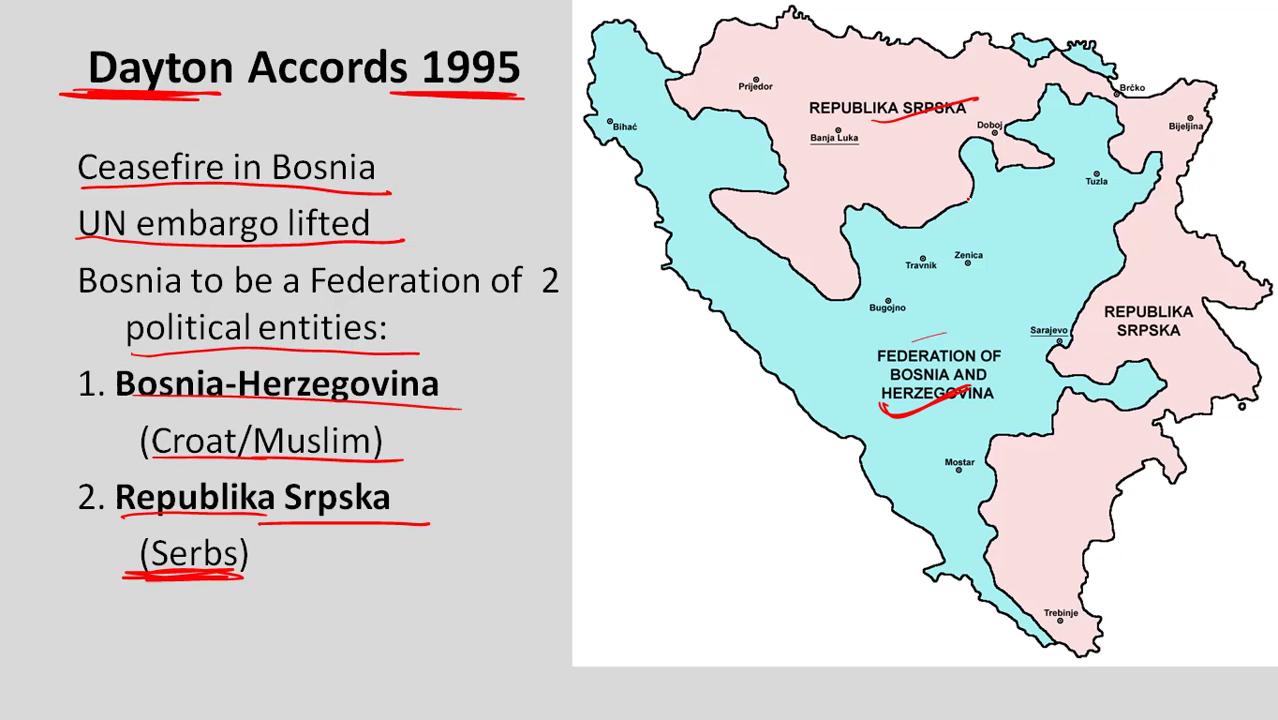 Dayton Accords 1995
Ceasefire in Bosnia
UN embargo lifted
Bosnia to be a Federation of 2
political entities:
1. Bosnia-Herzegovina
(Croat/Muslim)
2. Republika Srpska
(Serbs)
Prijedor
REPUBLIKA SRPSKA
Brčko
Bihać
Banja Luka
Doboj
Bijeljina
Tuzla
Travnik
Zenica
Bugojno
REPUBLIKA
SRPSKA
Sarajevo
FEDERATION OF
BOSNIA AND
HERZEGOVINA
Mostar
Trebinje